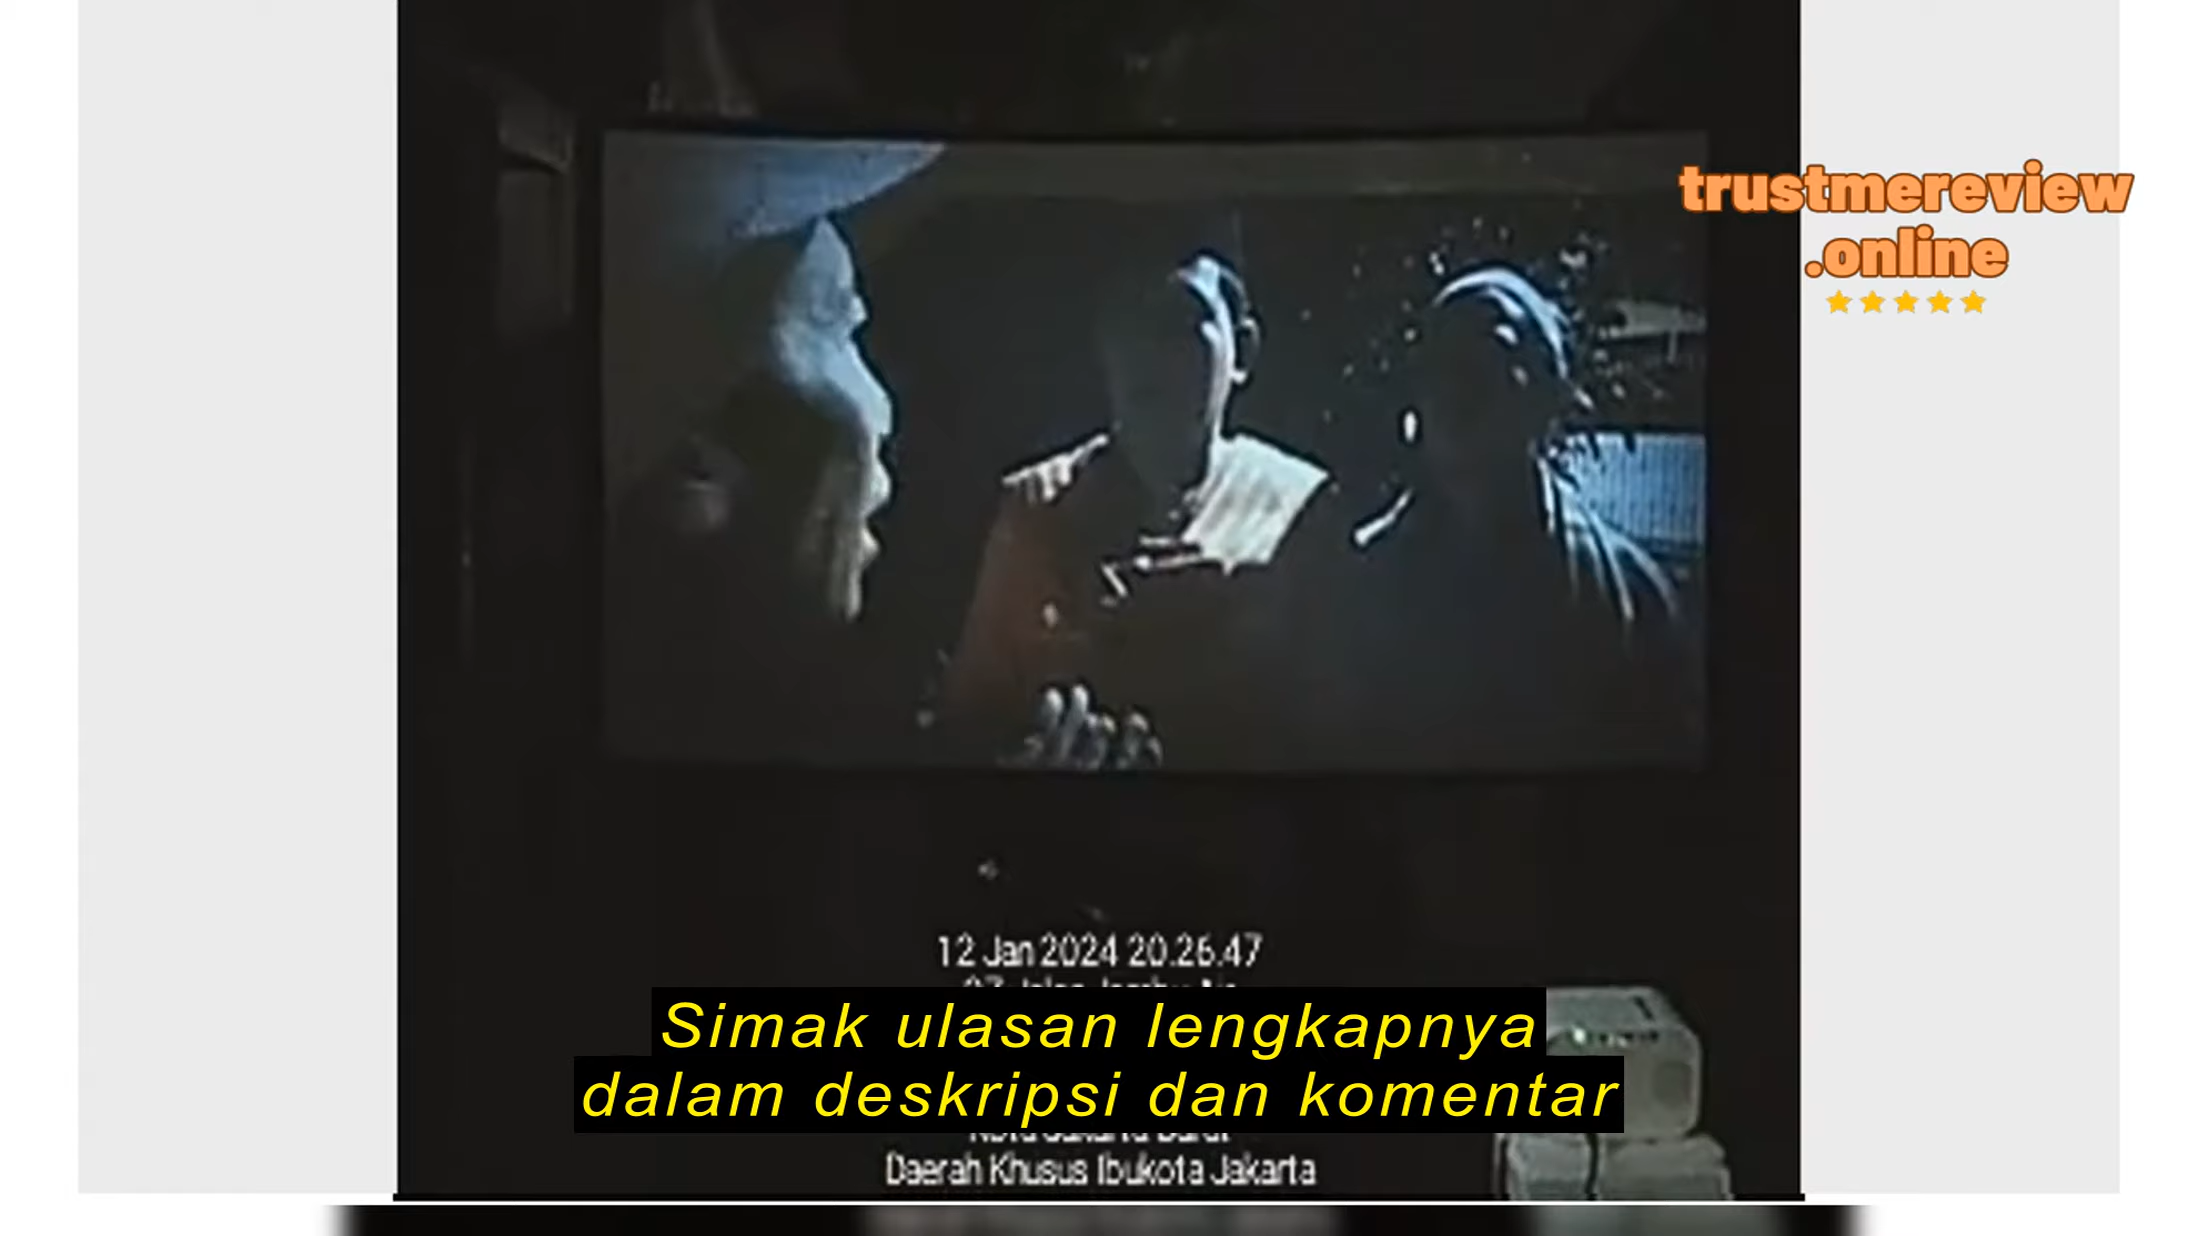 trustmereview
.online
12 Jan 2024 20.26.47
Simak ulasan lengkapnya
dalam deskripsi dan komentar
Daerah Khusus Ibukota Jakarta